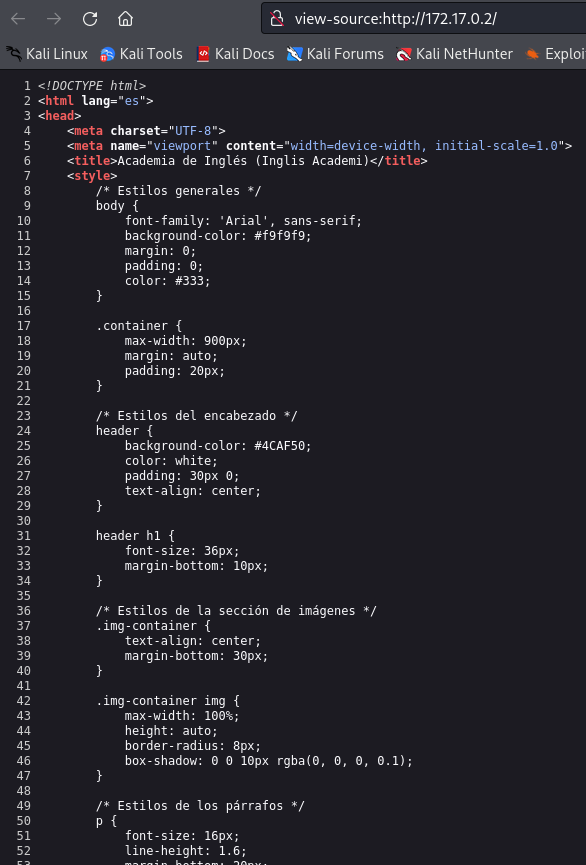 view-source:http://172.17.0.2/
Kali Linux Kali Tools Kali Docs Kali Forums Kali NetHunter Exploi
1 <!DOCTYPE html>
2 <html lang="es">
3 <head>
4 <meta charset="UTF-8">
5 <meta name="viewport" content="width=device-width, initial-scale=1.0">
6 <title>Academia de Inglés (Inglis Academi)</title>
7 <style>
8 /* Estilos generales */
9 body {
10 font-family: 'Arial', sans-serif;
11 background-color: #f9f9f9;
12 margin: 0;
13 padding: 0;
14 color: #333;
15 }
16
17 .container {
18 max-width: 900px;
19 margin: auto;
20 padding: 20px;
21 }
22
23 /* Estilos del encabezado */
24 header {
25 background-color: #4CAF50;
26 color: white;
27 padding: 30px 0;
28 text-align: center;
29 }
30
31 header h1 {
32 font-size: 36px;
33 margin-bottom: 10px;
34 }
35
36 /* Estilos de la sección de imágenes */
37 .img-container {
38 text-align: center;
39 margin-bottom: 30px;
40 }
41
42 .img-container img {
43 max-width: 100%;
44 height: auto;
45 border-radius: 8px;
46 box-shadow: 0 0 10px rgba(0, 0, 0, 0.1);
47 }
48
49 /* Estilos de los párrafos */
50 p {
51 font-size: 16px;
52 line-height: 1.6;
53 margin-bottom: 20px;